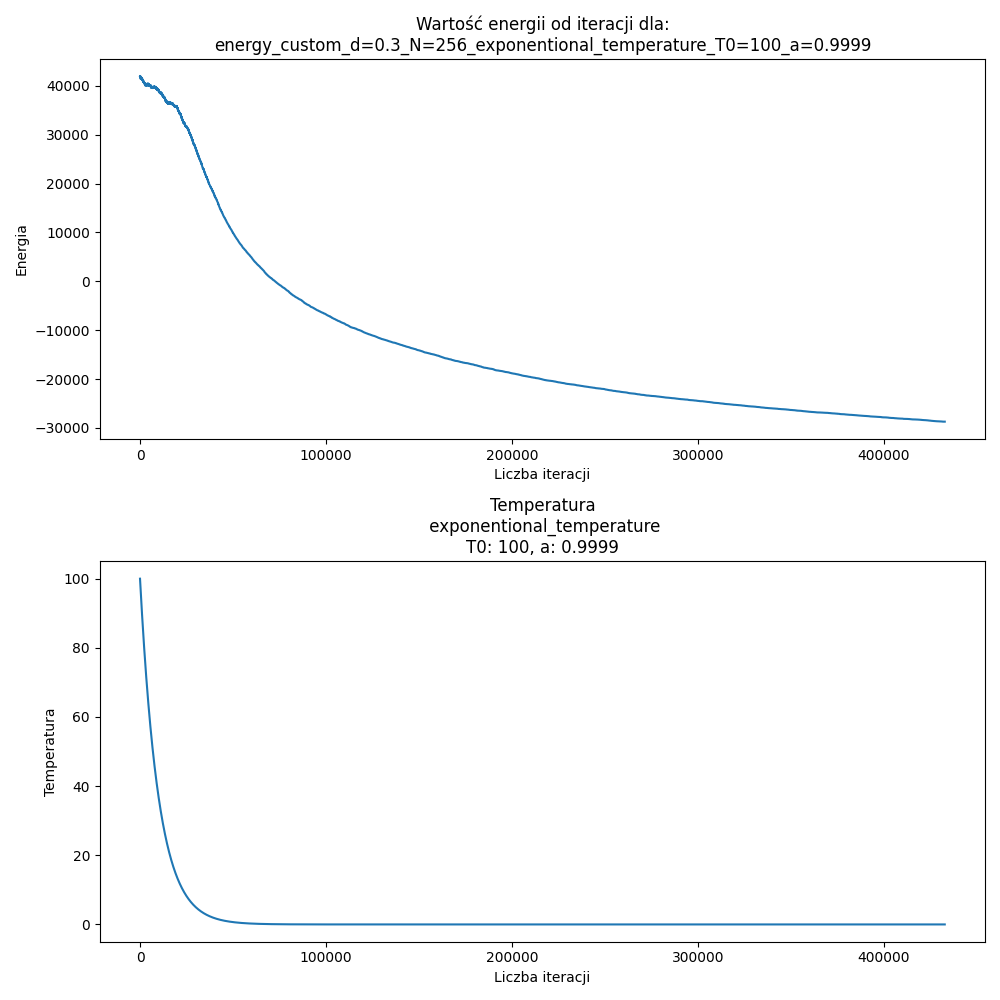 Wartość energii od iteracji dla:
energy_custom_d=0.3_N=256_exponentional_temperature_T0=100_a=0.9999
40000
30000
20000
10000
0
−10000
−20000
−30000
Energia
0
100000
200000
300000
400000
Liczba iteracji
Temperatura
exponentional_temperature
T0: 100, a: 0.9999
100
80
60
40
20
0
Temperatura
0
100000
200000
300000
400000
Liczba iteracji